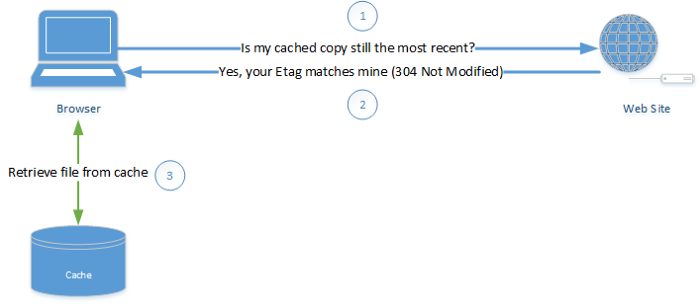 1
Is my cached copy still the most recent?
Yes, your Etag matches mine (304 Not Modified)
2
Browser
Web Site
Retrieve file from cache
3
Cache